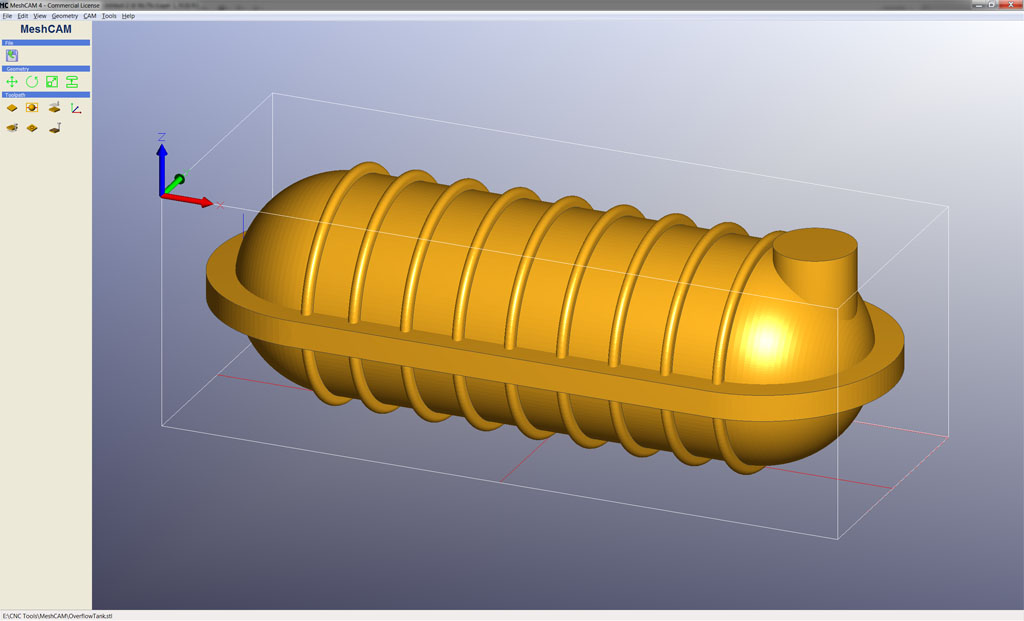 MC MeshCAM 4 - Commercial License
File Edit View Geometry CAM Tools Help
MeshCAM
File
Geometry
Toolpath
Z
X
E:\CNC Tools\MeshCAM\OverflowTank.stl